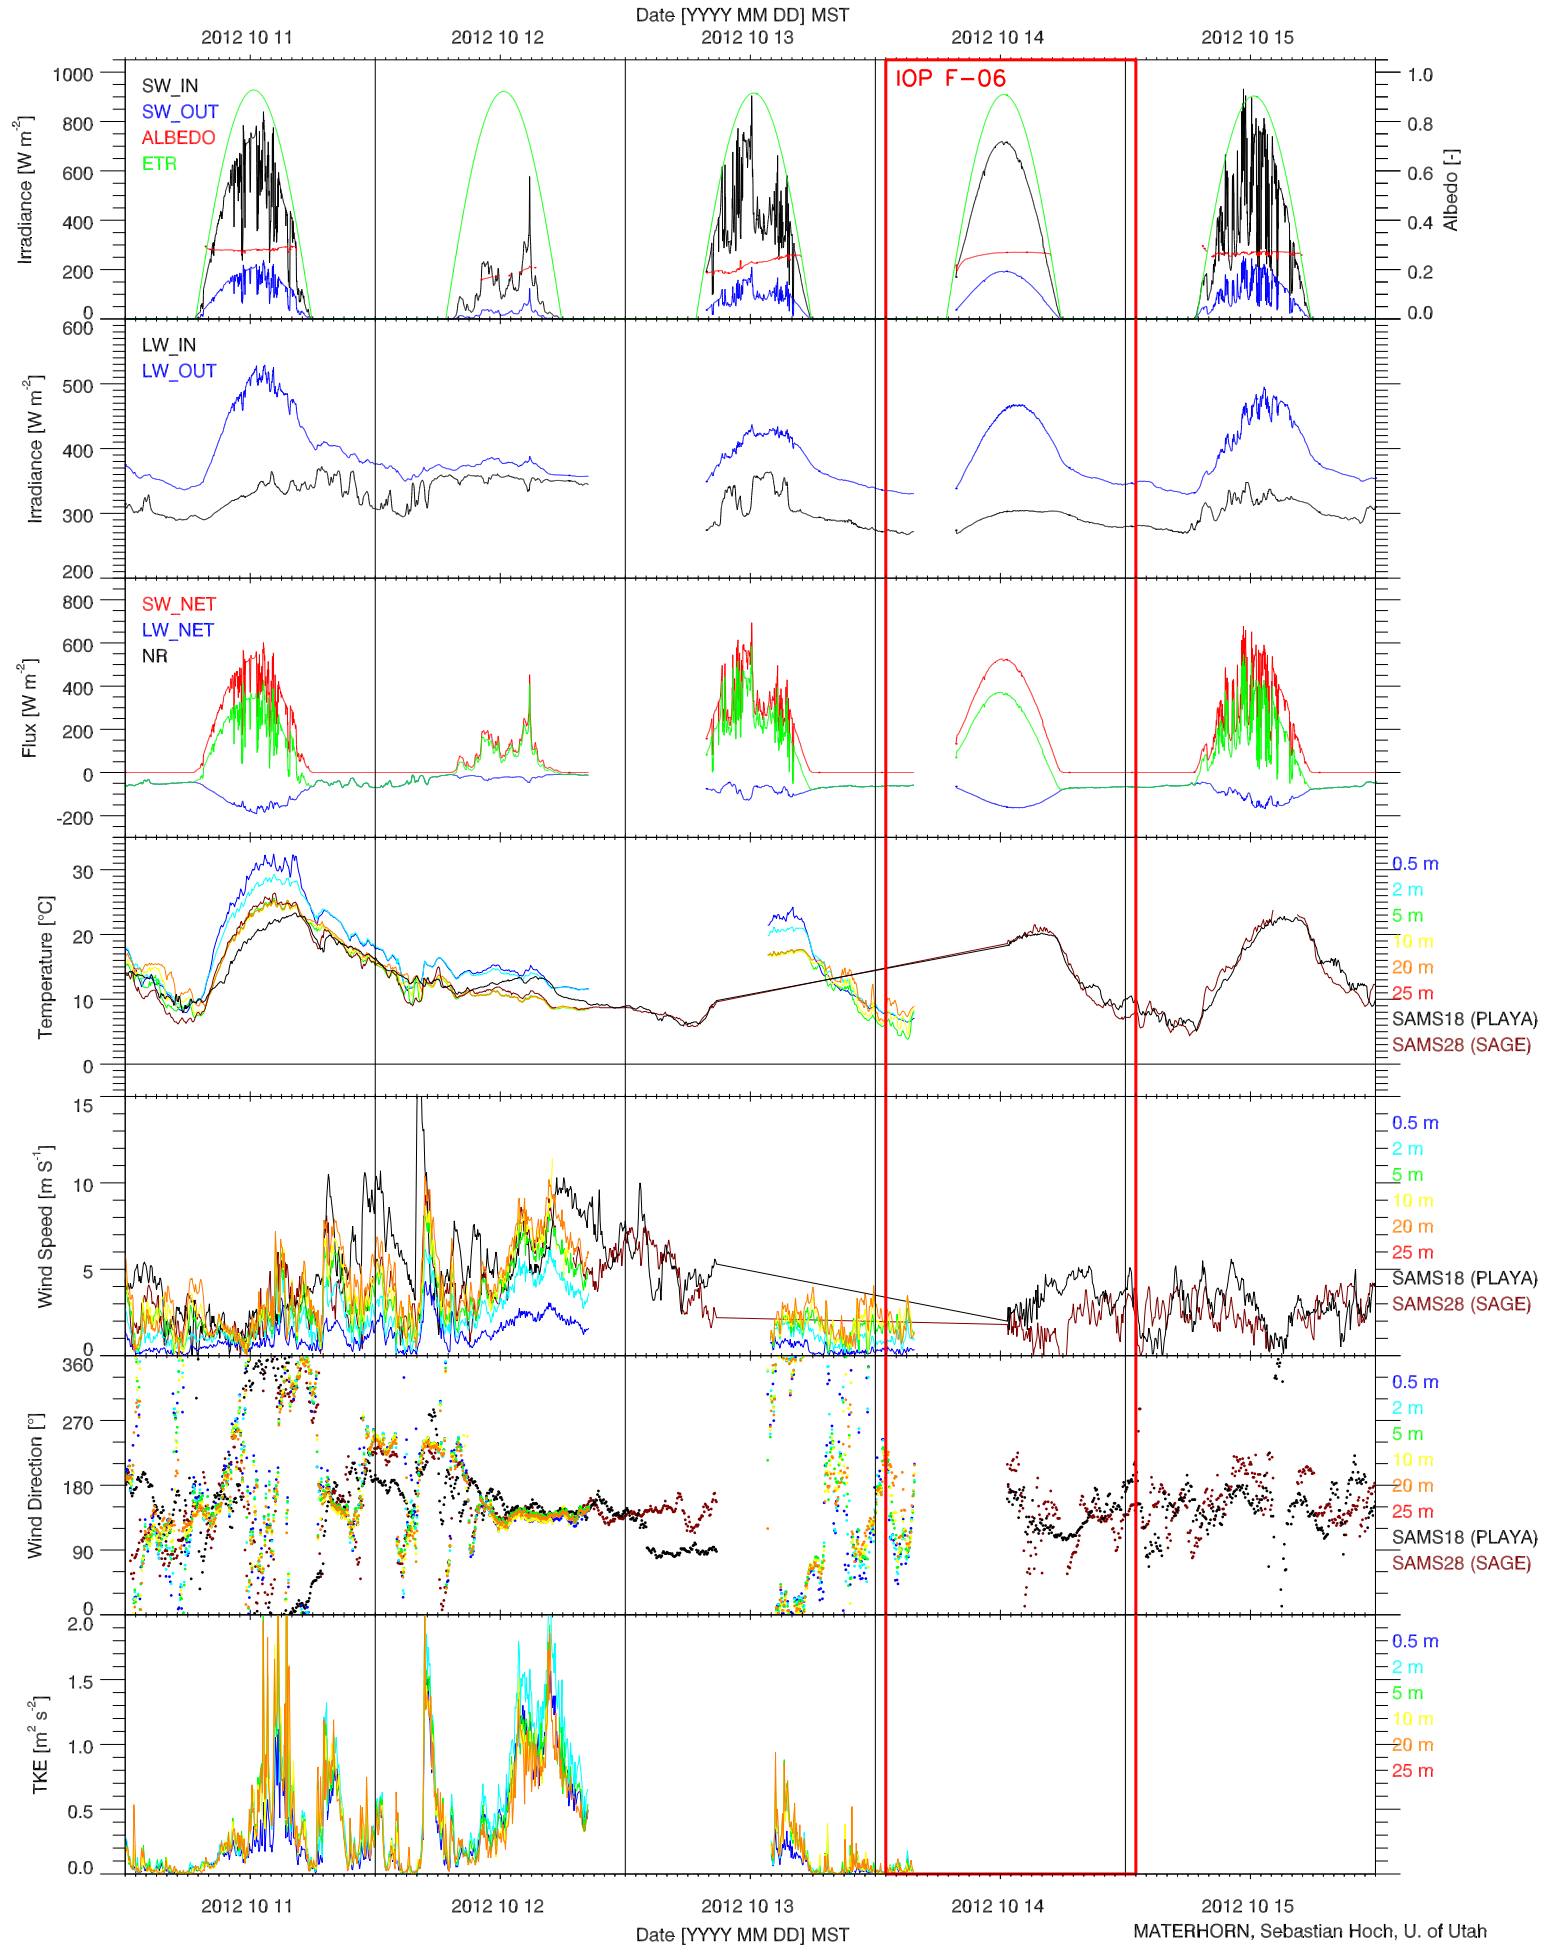 Date [YYYY MM DD] MST
2012 10 11 2012 10 12 2012 10 13 2012 10 14 2012 10 15
IOP F-06
1000
800
600
400
200
0
Irradiance [W m-2]
SW_IN
SW_OUT
ALBEDO
ETR
1.0
0.8
0.6
0.4
0.2
0.0
Albedo [-]
600
500
400
300
200
Irradiance [W m-2]
LW_IN
LW_OUT
800
600
400
200
0
-200
Flux [W m-2]
SW_NET
LW_NET
NR
30
20
10
0
Temperature [°C]
0.5 m
2 m
5 m
10 m
20 m
25 m
SAMS18 (PLAYA)
SAMS28 (SAGE)
15
10
5
0
Wind Speed [m S-1]
0.5 m
2 m
5 m
10 m
20 m
25 m
SAMS18 (PLAYA)
SAMS28 (SAGE)
360
270
180
90
0
Wind Direction [°]
0.5 m
2 m
5 m
10 m
20 m
25 m
SAMS18 (PLAYA)
SAMS28 (SAGE)
2.0
1.5
1.0
0.5
0.0
TKE [m2 s-2]
0.5 m
2 m
5 m
10 m
20 m
25 m
2012 10 11 2012 10 12 2012 10 13 2012 10 14 2012 10 15
Date [YYYY MM DD] MST
MATERHORN, Sebastian Hoch, U. of Utah